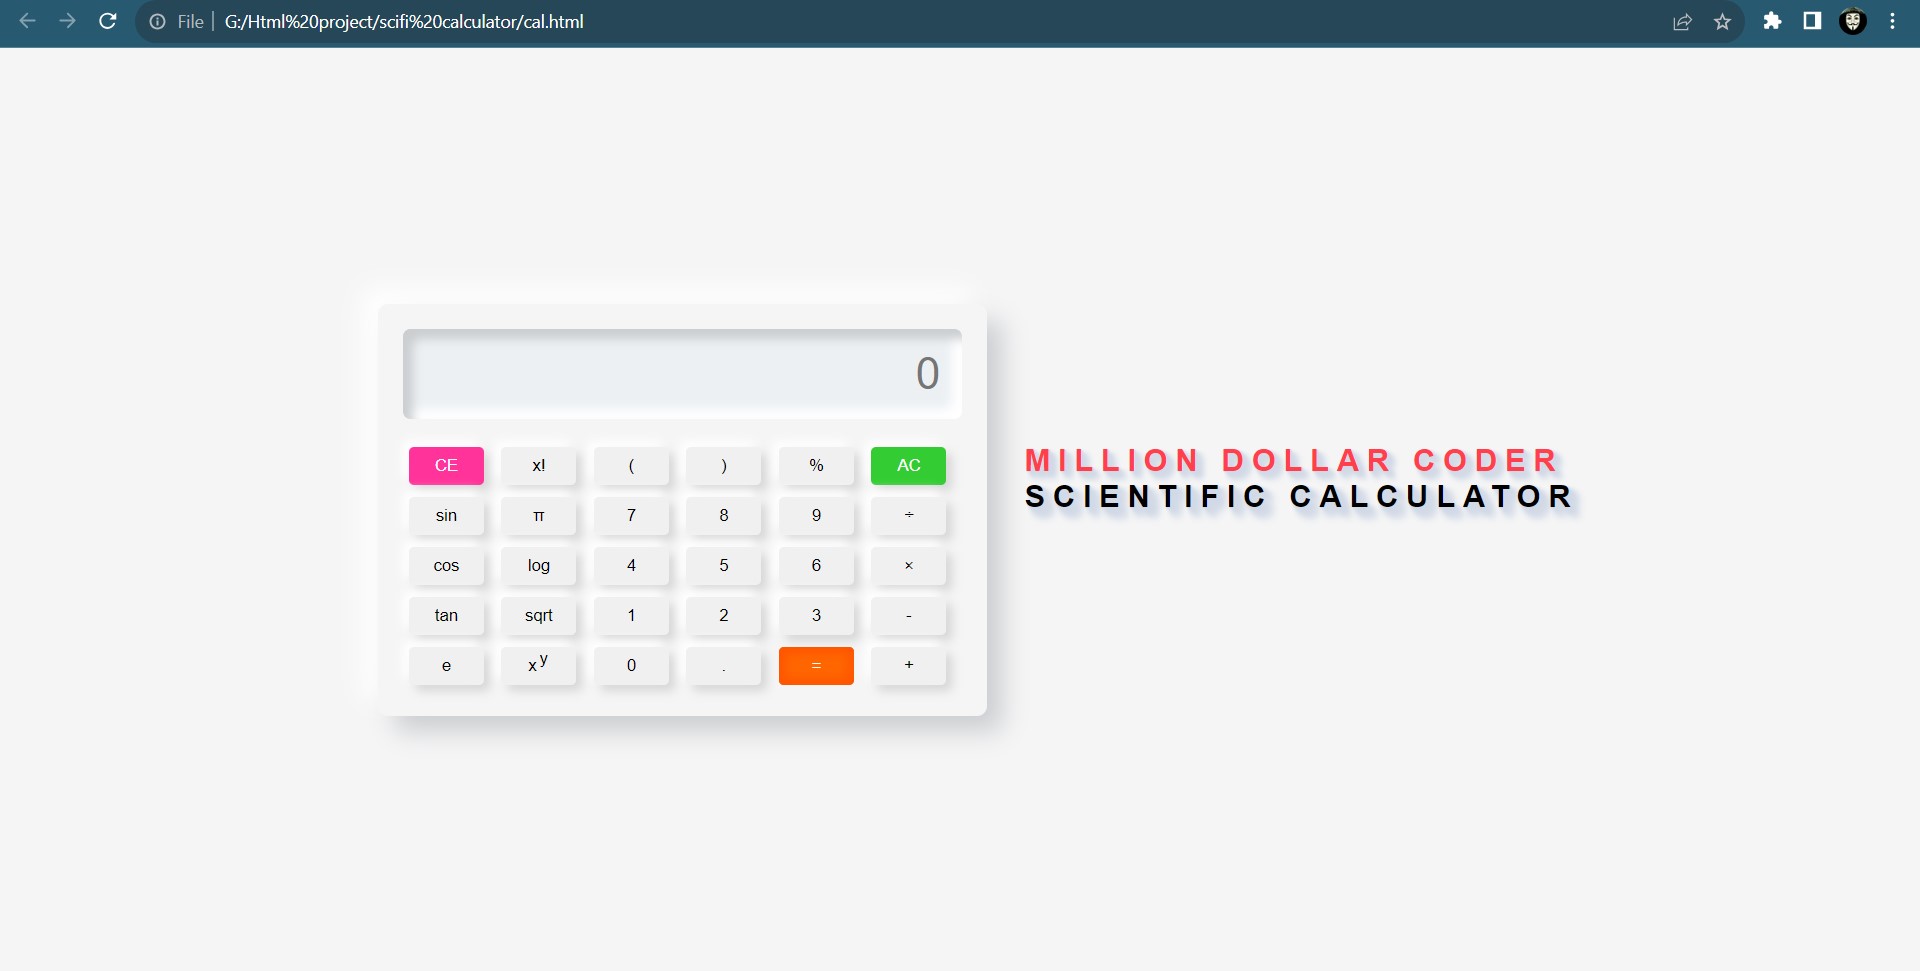 File G:/Html%20project/scifi%20calculator/cal.html
0
CE x! ( ) % AC
sin π 7 8 9 ÷
cos log 4 5 6 ×
tan sqrt 1 2 3 -
e x y 0 . = +
MILLION DOLLAR CODER
SCIENTIFIC CALCULATOR